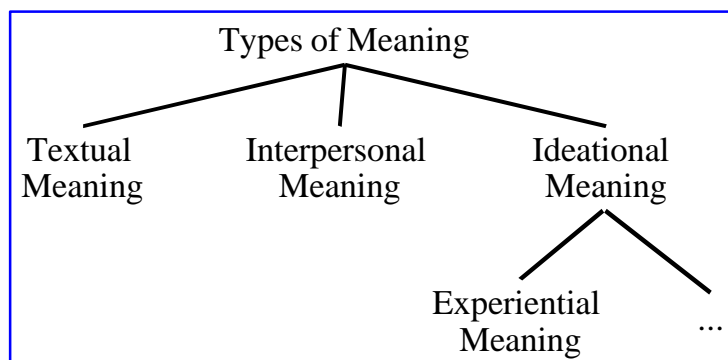 Types of Meaning
Textual
Meaning
Interpersonal
Meaning
Ideational
Meaning
Experiential
Meaning
...